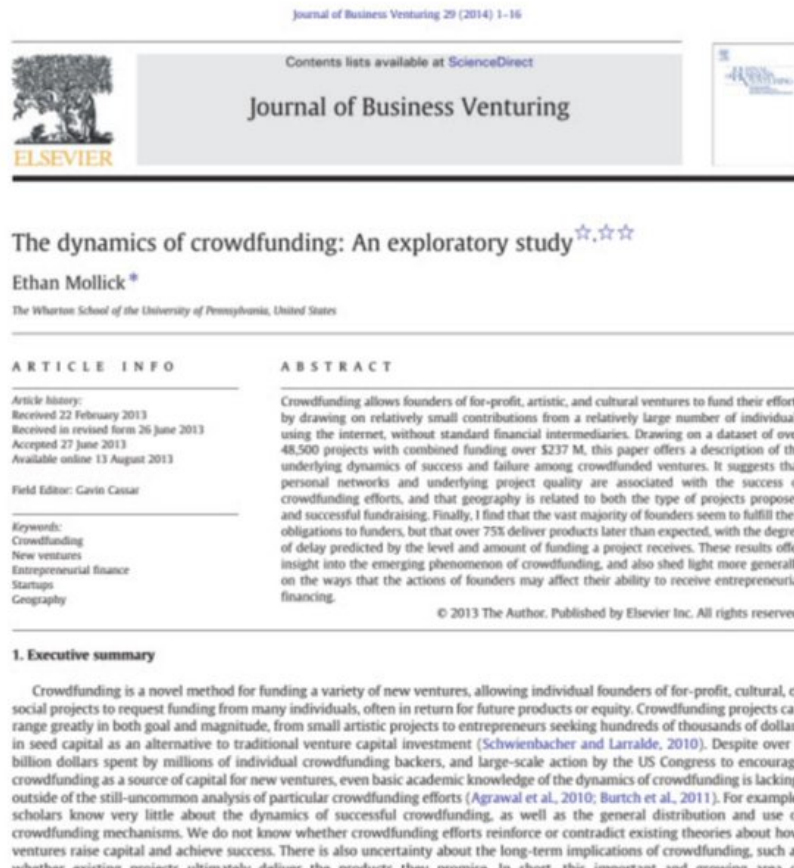 Journal of Business Venturing 29 (2014) 1–16
Contents lists available at ScienceDirect
Journal of Business Venturing
ELSEVIER
The dynamics of crowdfunding: An exploratory study☆,☆☆
Ethan Mollick *
The Wharton School of the University of Pennsylvania, United States
ARTICLE INFO
Article history:
Received 22 February 2013
Received in revised form 26 June 2013
Accepted 27 June 2013
Available online 13 August 2013
Field Editor: Gavin Cassar
Keywords:
Crowdfunding
New ventures
Entrepreneurial finance
Startups
Geography
ABSTRACT
Crowdfunding allows founders of for-profit, artistic, and cultural ventures to fund their effort
by drawing on relatively small contributions from a relatively large number of individua
using the internet, without standard financial intermediaries. Drawing on a dataset of ove
48,500 projects with combined funding over $237 M, this paper offers a description of th
underlying dynamics of success and failure among crowdfunded ventures. It suggests tha
personal networks and underlying project quality are associated with the success o
crowdfunding efforts, and that geography is related to both the type of projects propose
and successful fundraising. Finally, I find that the vast majority of founders seem to fulfill the
obligations to funders, but that over 75% deliver products later than expected, with the degre
of delay predicted by the level and amount of funding a project receives. These results offe
insight into the emerging phenomenon of crowdfunding, and also shed light more generall
on the ways that the actions of founders may affect their ability to receive entrepreneuria
financing.
© 2013 The Author. Published by Elsevier Inc. All rights reserve
1. Executive summary
Crowdfunding is a novel method for funding a variety of new ventures, allowing individual founders of for-profit, cultural, o
social projects to request funding from many individuals, often in return for future products or equity. Crowdfunding projects ca
range greatly in both goal and magnitude, from small artistic projects to entrepreneurs seeking hundreds of thousands of dollar
in seed capital as an alternative to traditional venture capital investment (Schwienbacher and Larralde, 2010). Despite over
billion dollars spent by millions of individual crowdfunding backers, and large-scale action by the US Congress to encourag
crowdfunding as a source of capital for new ventures, even basic academic knowledge of the dynamics of crowdfunding is lacking
outside of the still-uncommon analysis of particular crowdfunding efforts (Agrawal et al., 2010; Burtch et al., 2011). For example
scholars know very little about the dynamics of successful crowdfunding, as well as the general distribution and use o
crowdfunding mechanisms. We do not know whether crowdfunding efforts reinforce or contradict existing theories about how
ventures raise capital and achieve success. There is also uncertainty about the long-term implications of crowdfunding, such a
whether existing projects ultimately deliver the products they promise. In short, this important and growing area